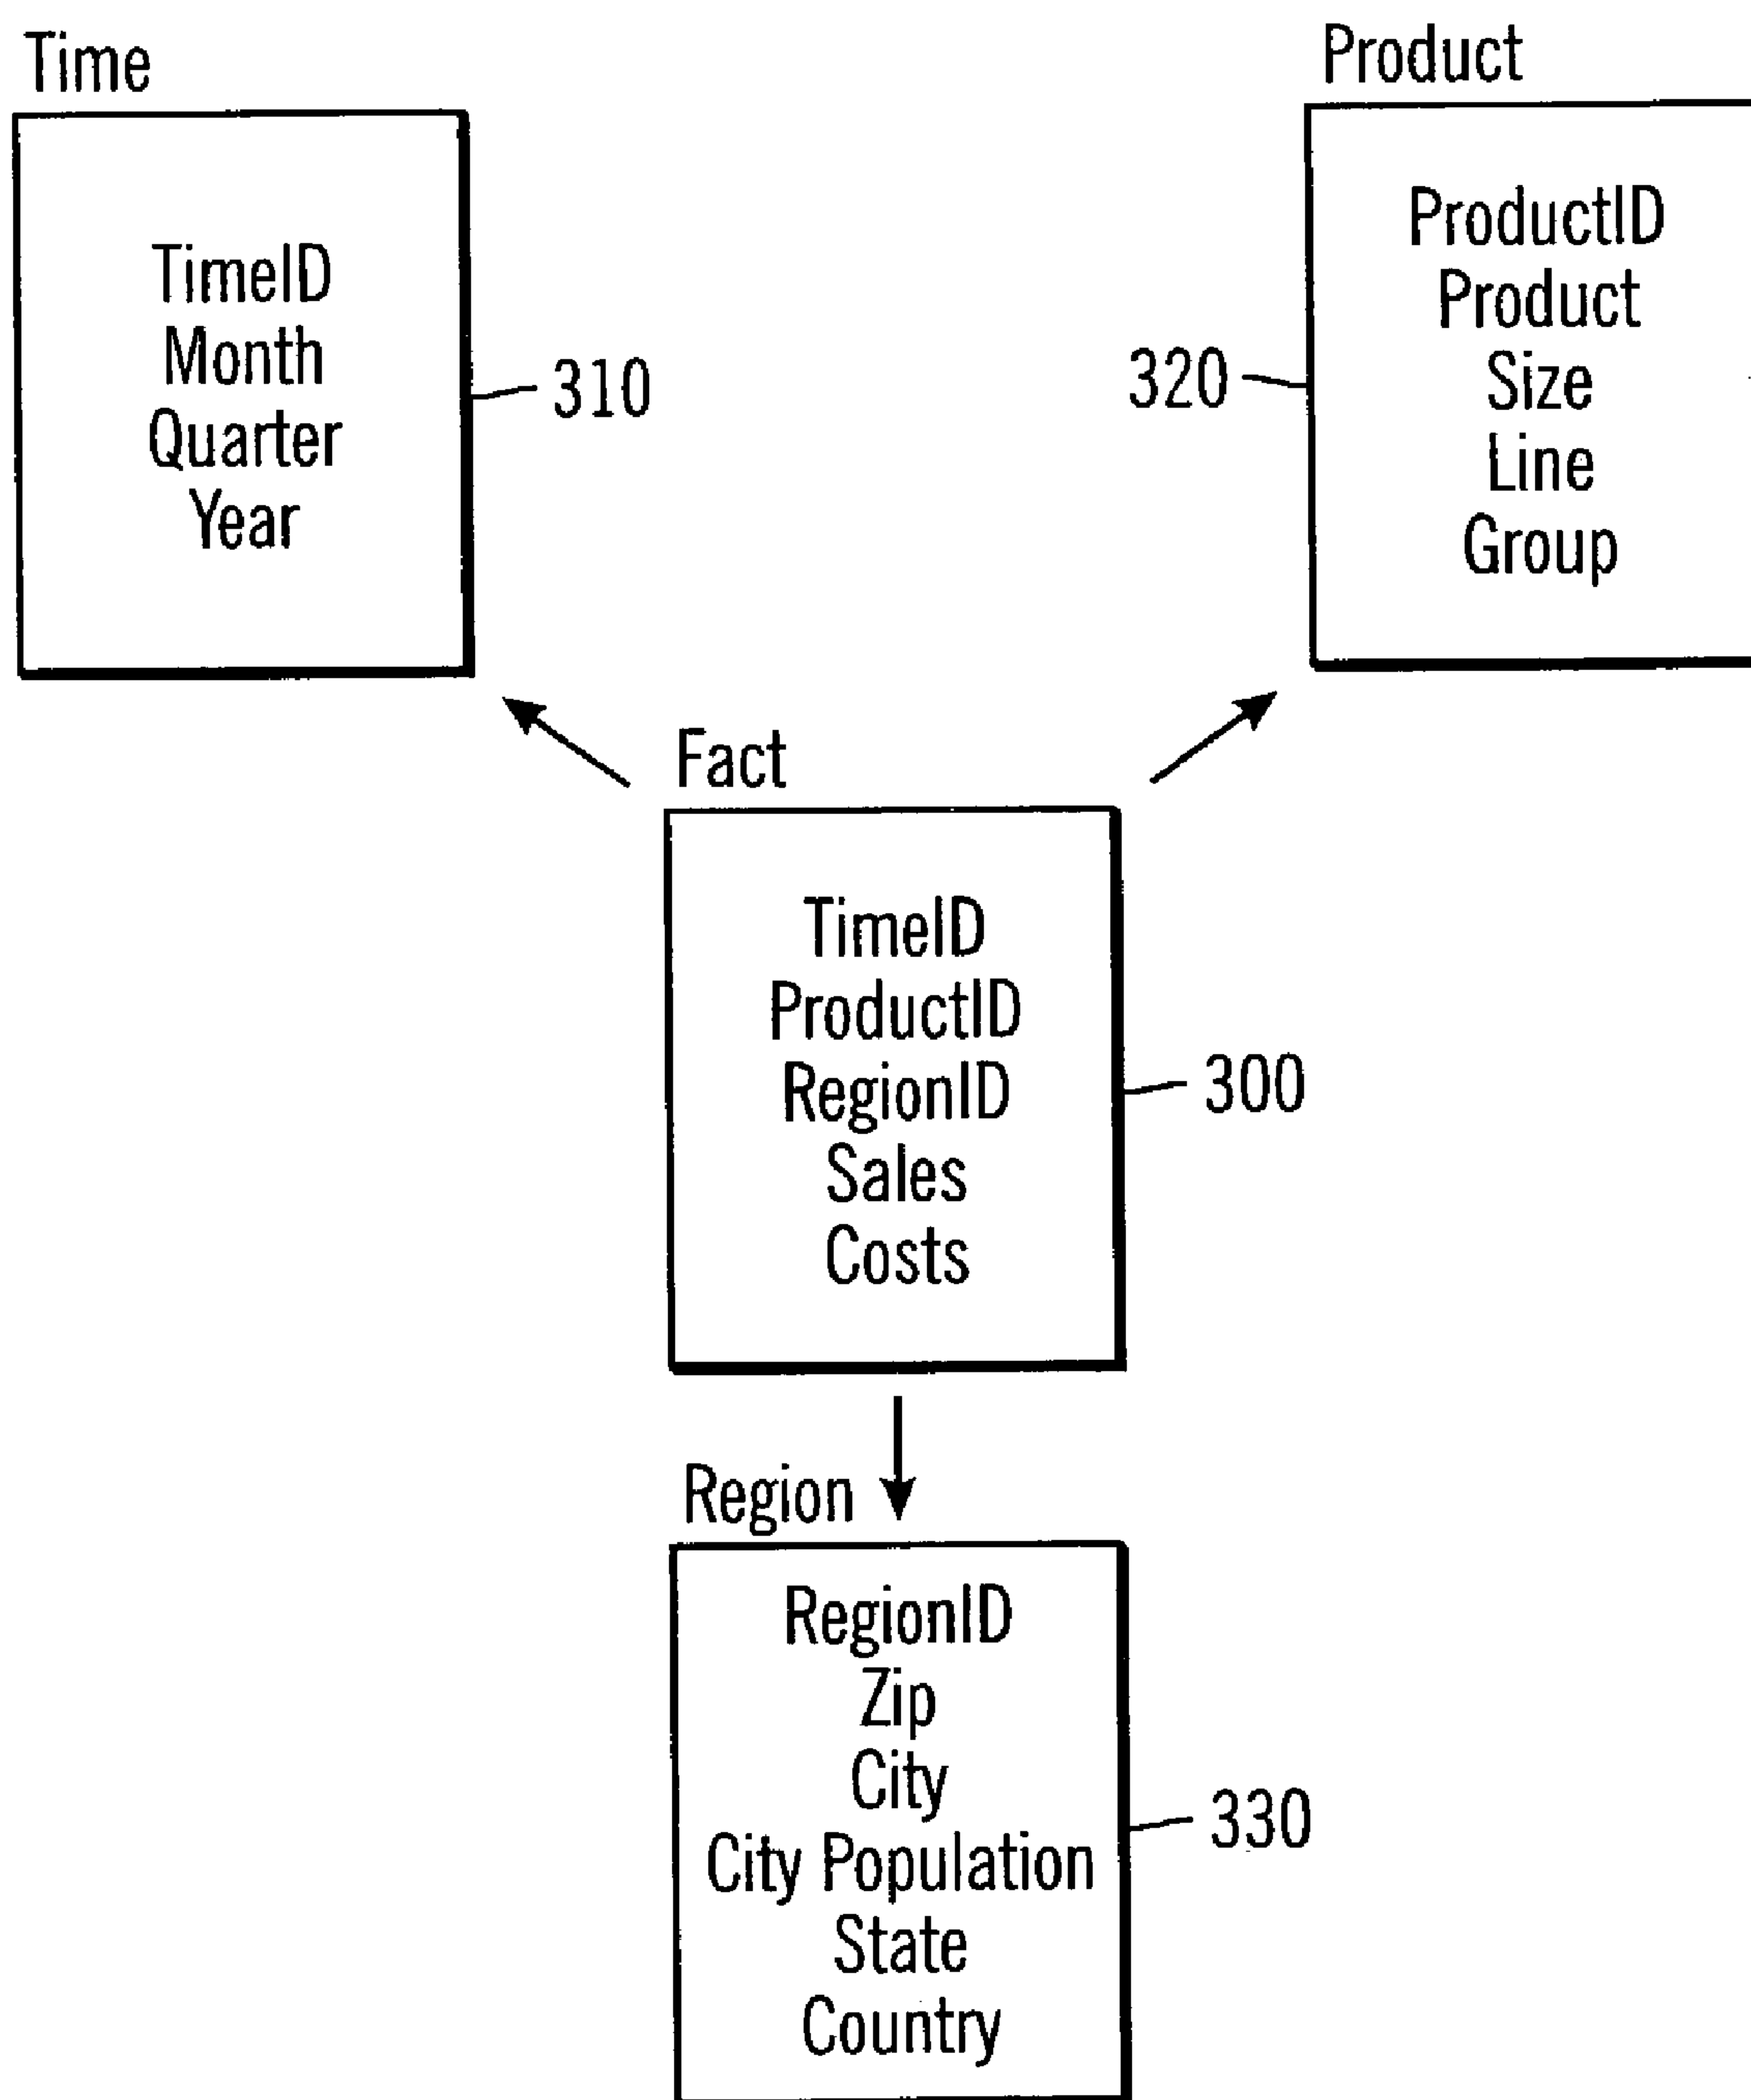 Time
TimeID
Month
Quarter
Year
310
Product
ProductID
Product
Size
Line
Group
320
Fact
TimeID
ProductID
RegionID
Sales
Costs
300
Region
RegionID
Zip
City
City Population
State
Country
330